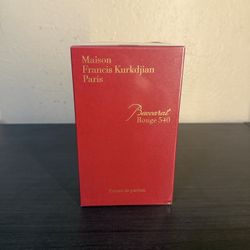 Maison
Francis Kurkdjian
Paris
Baccarat
Rouge 540
Extrait de parfum